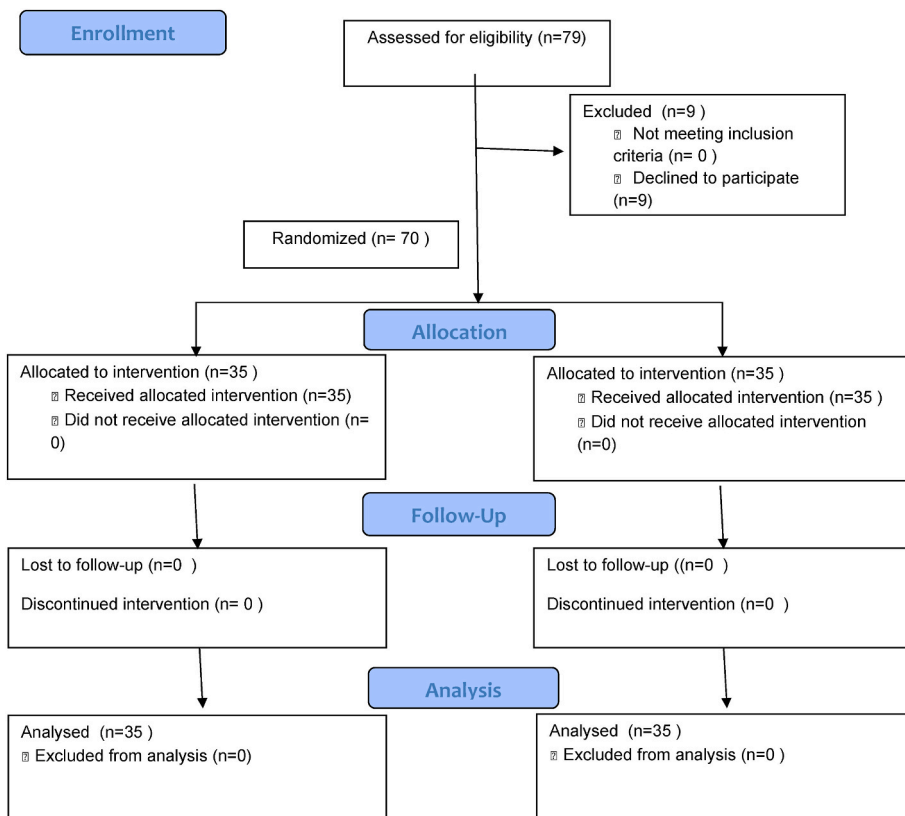 Enrollment
Assessed for eligibility (n=79)
Excluded (n=9 )
Not meeting inclusion
criteria (n= 0 )
Declined to participate
(n=9)
Randomized (n= 70 )
Allocation
Allocated to intervention (n=35 )
Received allocated intervention (n=35)
Did not receive allocated intervention (n=
0)
Allocated to intervention (n=35 )
Received allocated intervention (n=35 )
Did not receive allocated intervention
(n=0)
Follow-Up
Lost to follow-up (n=0 )
Discontinued intervention (n= 0 )
Lost to follow-up ((n=0 )
Discontinued intervention (n=0 )
Analysis
Analysed (n=35 )
Excluded from analysis (n=0)
Analysed (n=35 )
Excluded from analysis (n=0 )